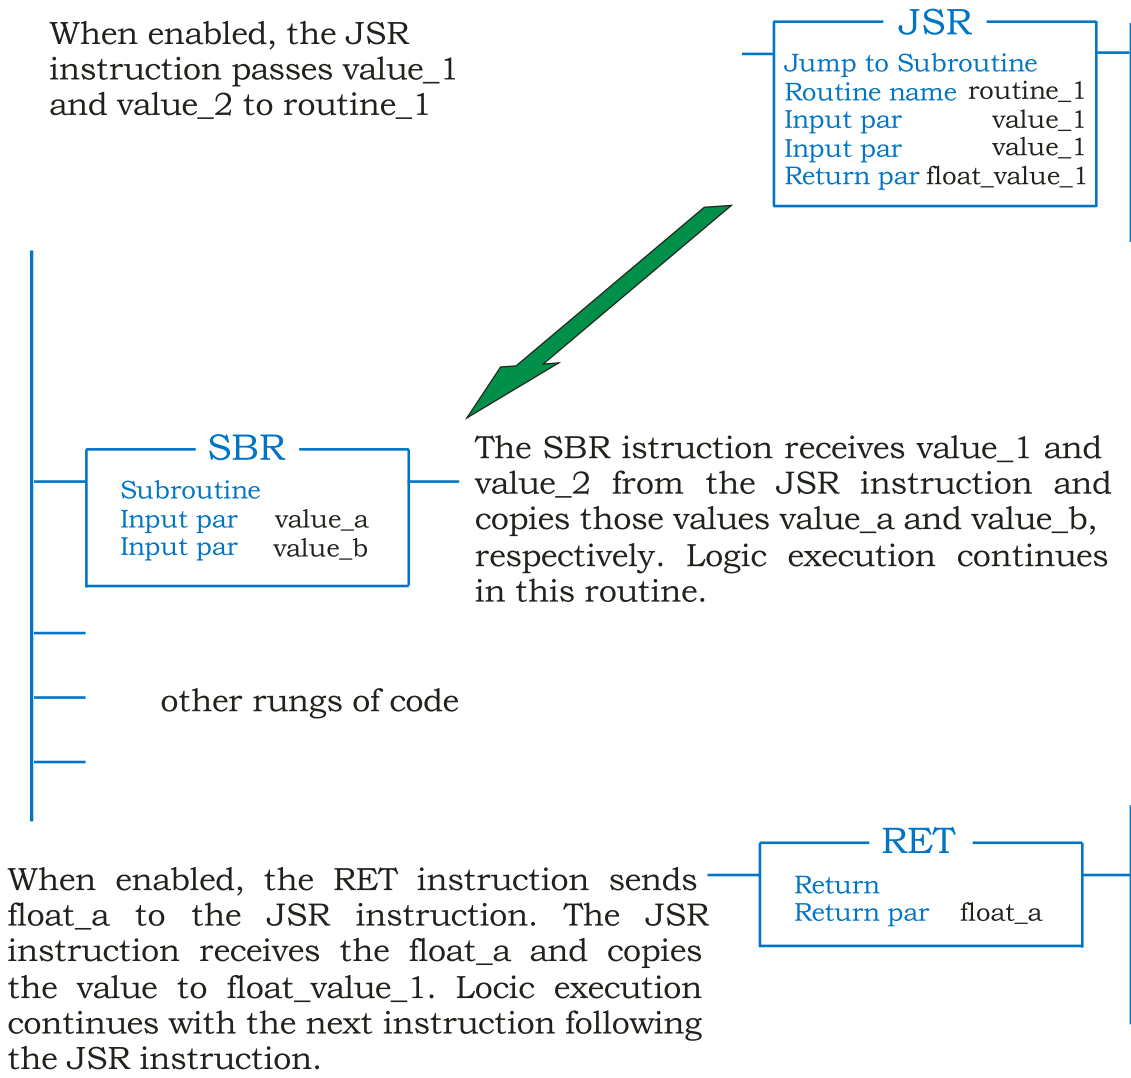 When enabled, the JSR
instruction passes value_1
and value_2 to routine_1
JSR
Jump to Subroutine
Routine name routine_1
Input par value_1
Input par value_1
Return par float_value_1
SBR
Subroutine
Input par value_a
Input par value_b
The SBR istruction receives value_1 and
value_2 from the JSR instruction and
copies those values value_a and value_b,
respectively. Logic execution continues
in this routine.
other rungs of code
When enabled, the RET instruction sends
float_a to the JSR instruction. The JSR
instruction receives the float_a and copies
the value to float_value_1. Locic execution
continues with the next instruction following
the JSR instruction.
RET
Return
Return par float_a